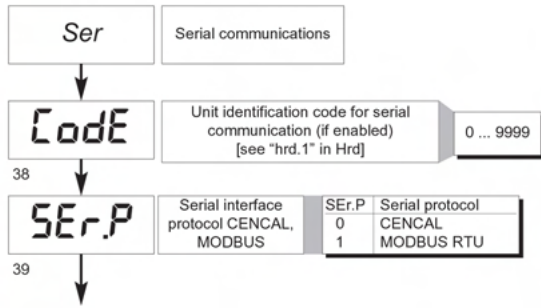 Ser
Serial communications
CodE
Unit identification code for serial
communication (if enabled)
[see “hrd.1” in Hrd]
0 ... 9999
38
SEr.P
Serial interface
protocol CENCAL,
MODBUS
SEr.P Serial protocol
0 CENCAL
1 MODBUS RTU
39